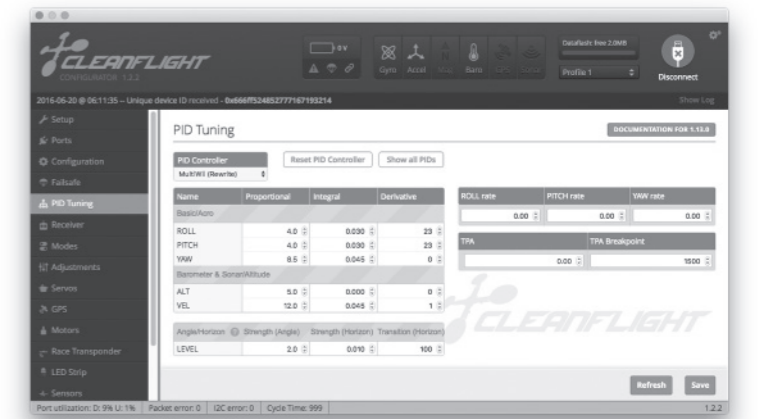 CLEANFLIGHT
CONFIGURATOR 1.2.2
0 V
Gyro Accel Mag Baro GPS Sonar
Dataflash: free 2.0MB
Profile 1
Disconnect
2016-06-20 @ 06:11:35 -- Unique device ID received - 0x666ff524852777167193214
Show Log
Setup
Ports
Configuration
Failsafe
PID Tuning
Receiver
Modes
Adjustments
Servos
GPS
Motors
Race Transponder
LED Strip
Sensors
PID Tuning
DOCUMENTATION FOR 1.13.0
PID Controller
MultiWii (Rewrite)
Reset PID Controller
Show all PIDs
Name Proportional Integral Derivative
Basic/Acro
ROLL 4.0 0.030 23
PITCH 4.0 0.030 23
YAW 8.5 0.045 0
Barometer & Sonar/Altitude
ALT 5.0 0.000 0
VEL 12.0 0.045 1
Angle/Horizon Strength (Angle) Strength (Horizon) Transition (Horizon)
LEVEL 2.0 0.010 100
ROLL rate PITCH rate YAW rate
0.00 0.00 0.00
TPA TPA Breakpoint
0.00 1500
CLEANFLIGHT
Refresh
Save
Port utilization: D: 9% U: 1% Packet error: 0 I2C error: 0 Cycle Time: 999 1.2.2